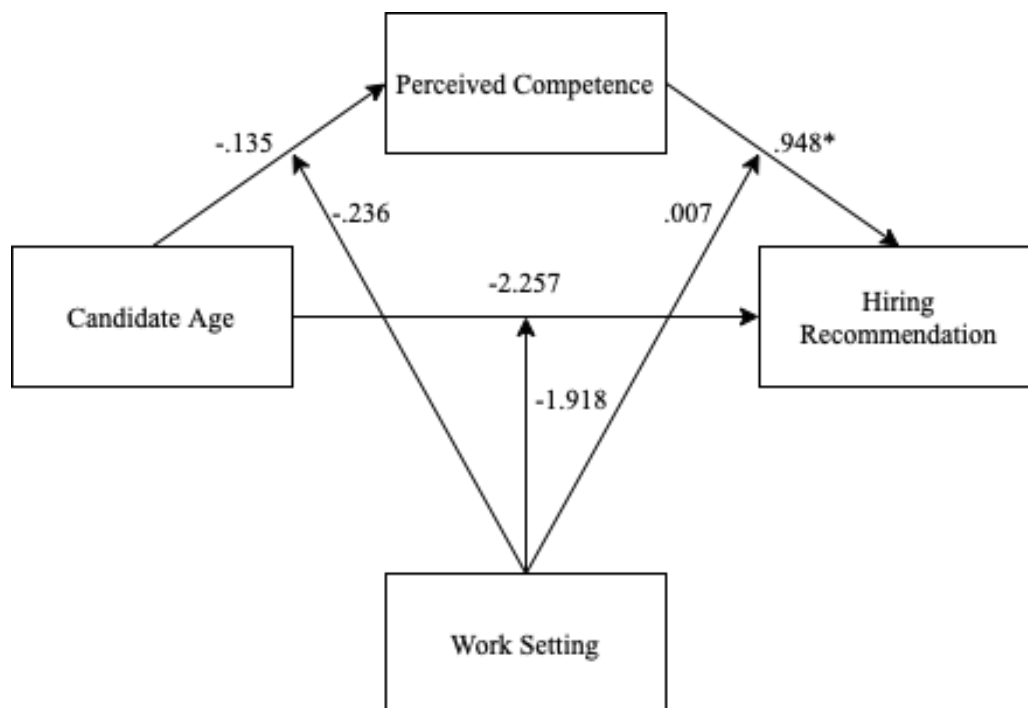 Perceived Competence
-.135
.948*
-.236
.007
-2.257
Candidate Age
Hiring
Recommendation
-1.918
Work Setting